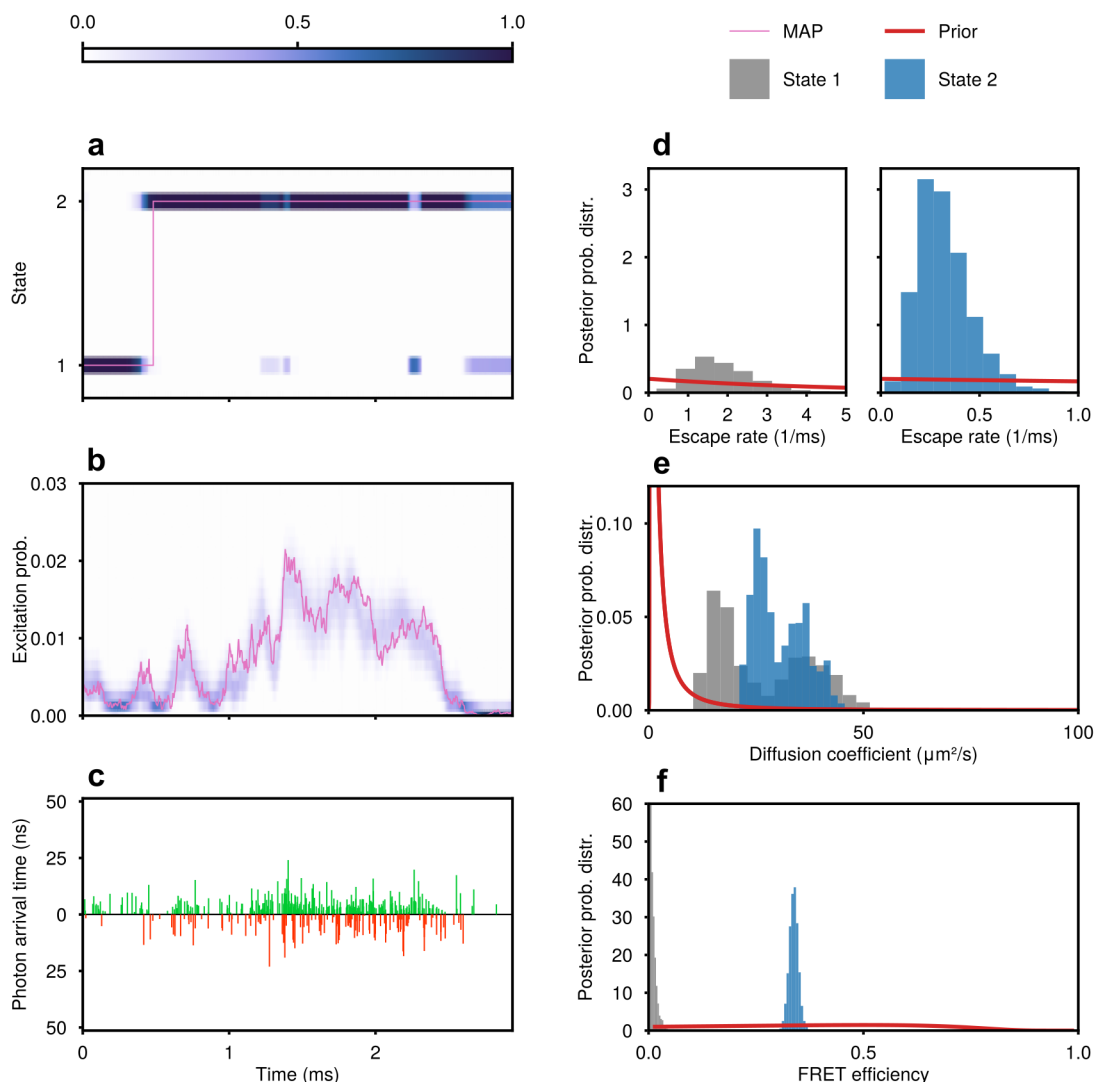 0.0 0.5 1.0
MAP Prior
State 1 State 2
a
2
1
State
b
0.03
0.02
0.01
0.00
Excitation prob.
c
50
25
0
25
50
Photon arrival time (ns)
0 1 2
Time (ms)
d
3
2
1
0
Posterior prob. distr.
0 1 2 3 4 5
Escape rate (1/ms)
0.0 0.5 1.0
Escape rate (1/ms)
e
0.10
0.05
0.00
Posterior prob. distr.
0 50 100
Diffusion coefficient (µm²/s)
f
60
50
40
30
20
10
0
Posterior prob. distr.
0.0 0.5 1.0
FRET efficiency